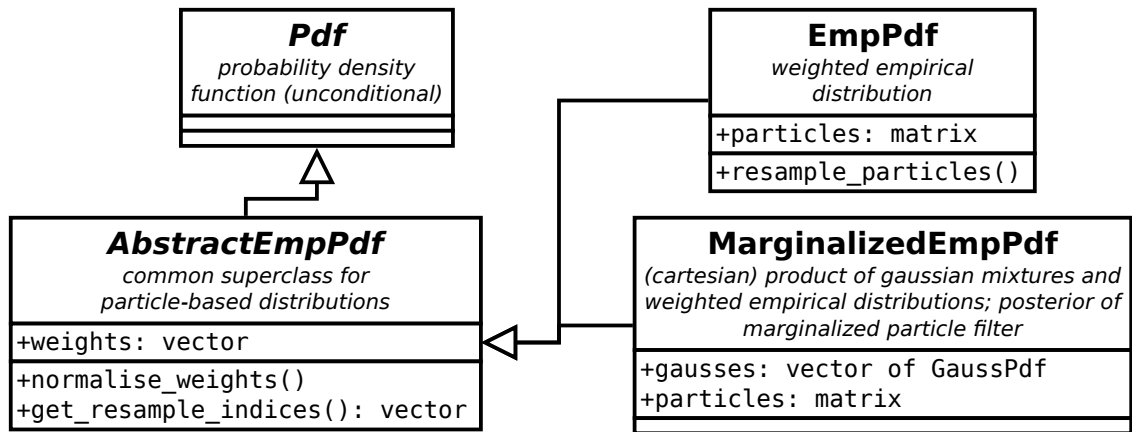 Pdf
probability density
function (unconditional)
EmpPdf
weighted empirical
distribution
+particles: matrix
+resample_particles()
AbstractEmpPdf
common superclass for
particle-based distributions
+weights: vector
+normalise_weights()
+get_resample_indices(): vector
MarginalizedEmpPdf
(cartesian) product of gaussian mixtures and
weighted empirical distributions; posterior of
marginalized particle filter
+gausses: vector of GaussPdf
+particles: matrix